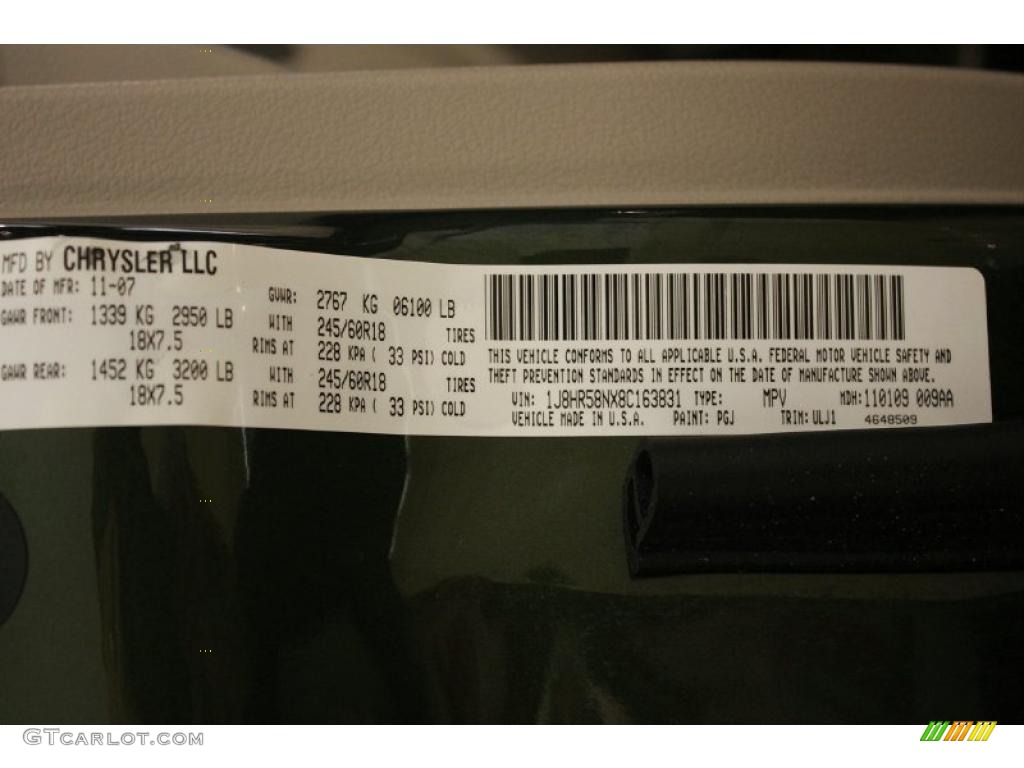 MFD BY CHRYSLER LLC
DATE OF MFR: 11-07
GAWR FRONT: 1339 KG 2950 LB
18X7.5
GAWR REAR: 1452 KG 3200 LB
18X7.5
GVWR: 2767 KG 06100 LB
WITH 245/60R18 TIRES
RIMS AT 228 KPA ( 33 PSI) COLD
WITH 245/60R18 TIRES
RIMS AT 228 KPA ( 33 PSI) COLD
THIS VEHICLE CONFORMS TO ALL APPLICABLE U.S.A. FEDERAL MOTOR VEHICLE SAFETY AND
THEFT PREVENTION STANDARDS IN EFFECT ON THE DATE OF MANUFACTURE SHOWN ABOVE.
VIN: 1J8HR58NX8C163831 TYPE: MPV MDH:110109 009AA
VEHICLE MADE IN U.S.A. PAINT: PGJ TRIM: ULJ1 4648509
GTCarlot.com